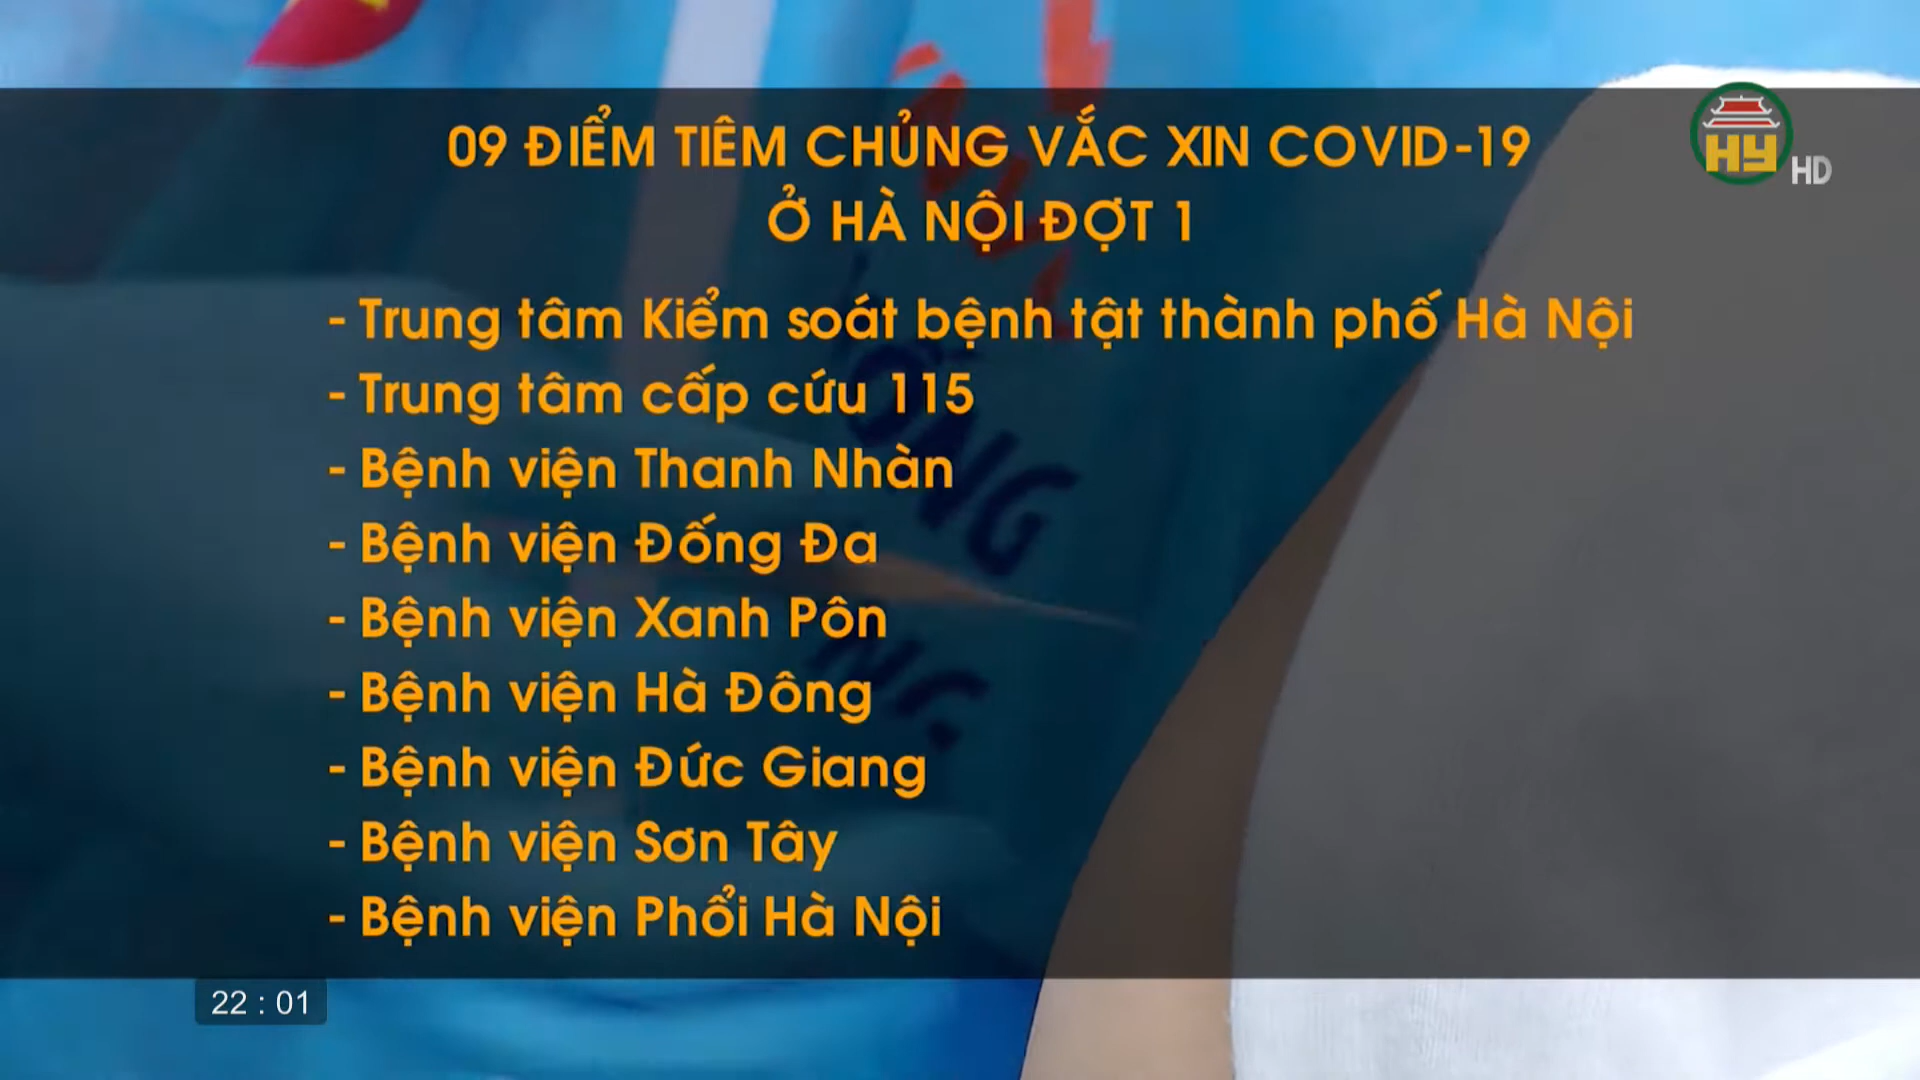 09 ĐIỂM TIÊM CHỦNG VẮC XIN COVID-19
Ở HÀ NỘI ĐỢT 1
HY HD
- Trung tâm Kiểm soát bệnh tật thành phố Hà Nội
- Trung tâm cấp cứu 115
- Bệnh viện Thanh Nhàn
- Bệnh viện Đống Đa
- Bệnh viện Xanh Pôn
- Bệnh viện Hà Đông
- Bệnh viện Đức Giang
- Bệnh viện Sơn Tây
- Bệnh viện Phổi Hà Nội
22 : 01